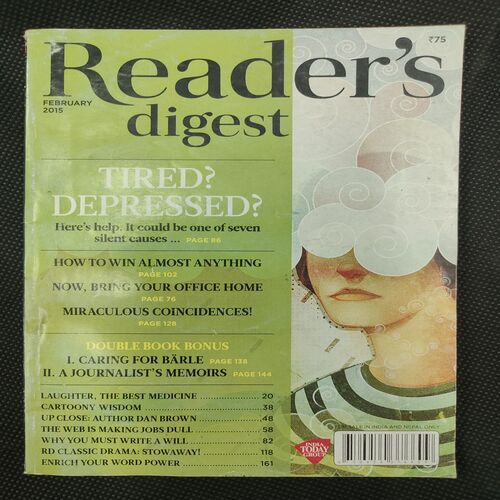 ₹75
Reader's
FEBRUARY
2015
digest
TIRED?
DEPRESSED?
Here's help. It could be one of seven
silent causes ... PAGE 86
HOW TO WIN ALMOST ANYTHING
PAGE 102
NOW, BRING YOUR OFFICE HOME
PAGE 76
MIRACULOUS COINCIDENCES!
PAGE 128
DOUBLE BOOK BONUS
I. CARING FOR BÄRLE PAGE 138
II. A JOURNALIST'S MEMOIRS PAGE 144
LAUGHTER, THE BEST MEDICINE .................. 20
CARTOONY WISDOM .................. 38
UP CLOSE: AUTHOR DAN BROWN .................. 48
THE WEB IS MAKING JOBS DULL .................. 58
WHY YOU MUST WRITE A WILL .................. 82
RD CLASSIC DRAMA: STOWAWAY! .................. 118
ENRICH YOUR WORD POWER .................. 161
FOR SALE IN INDIA AND NEPAL ONLY
INDIA
TODAY
GROUP